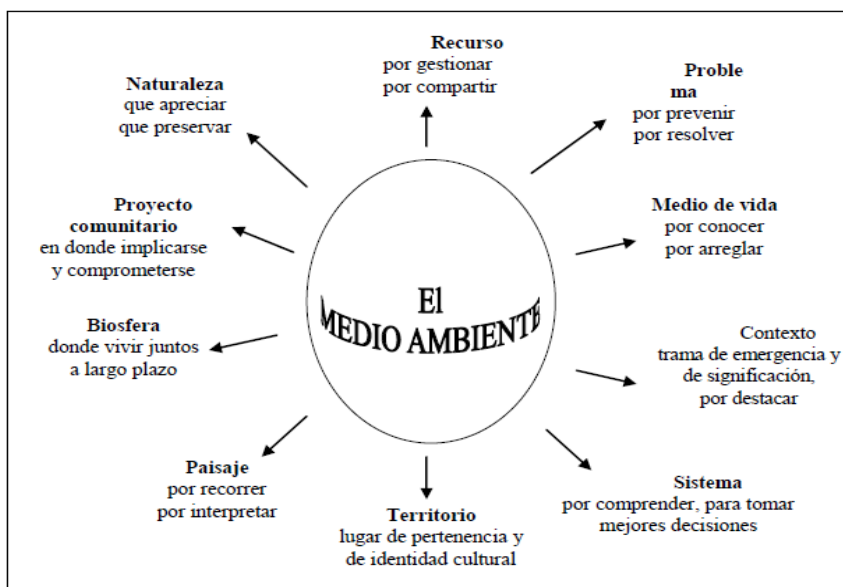 Recurso
por gestionar
por compartir
Proble
ma
por prevenir
por resolver
Naturaleza
que apreciar
que preservar
Proyecto
comunitario
en donde implicarse
y comprometerse
Medio de vida
por conocer
por arreglar
El
MEDIO AMBIENTE
Biosfera
donde vivir juntos
a largo plazo
Contexto
trama de emergencia y
de significación,
por destacar
Paisaje
por recorrer
por interpretar
Territorio
lugar de pertenencia y
de identidad cultural
Sistema
por comprender, para tomar
mejores decisiones